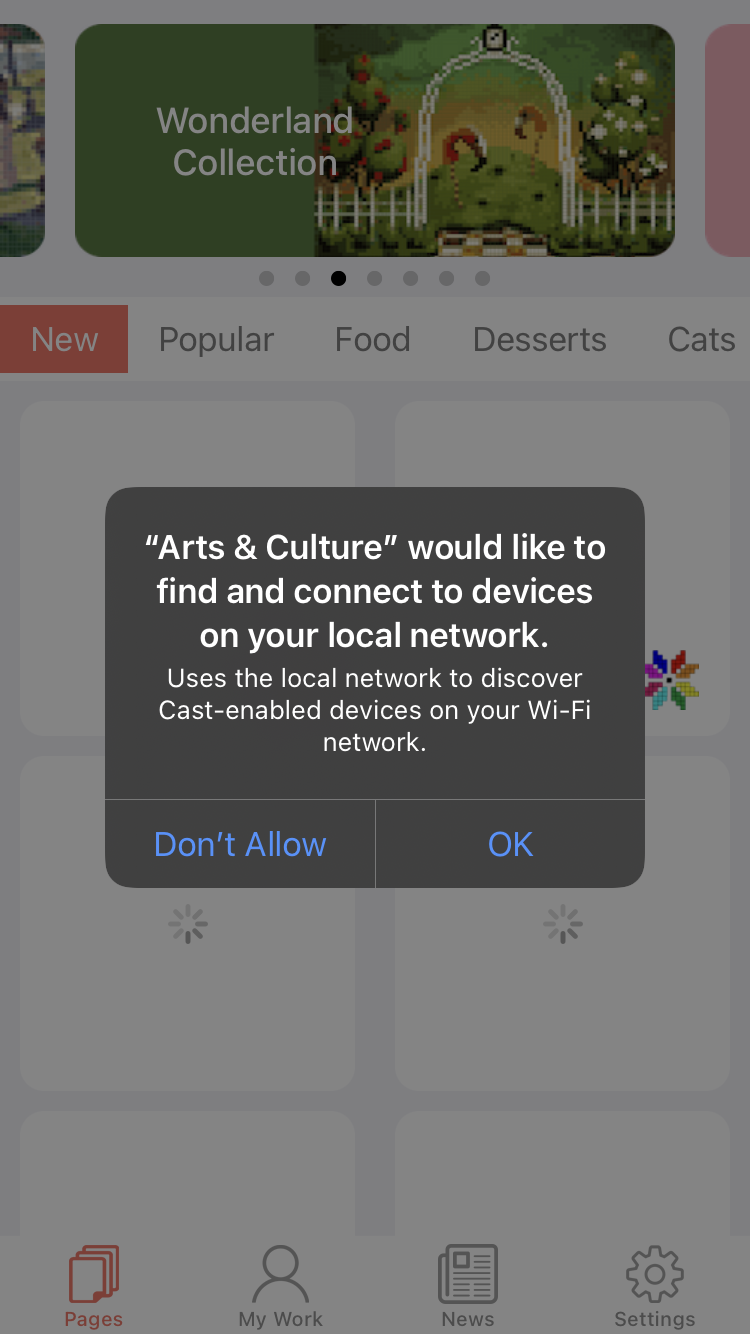 Wonderland
Collection
New Popular Food Desserts Cats
“Arts & Culture” would like to
find and connect to devices
on your local network.
Uses the local network to discover
Cast-enabled devices on your Wi-Fi
network.
Don’t Allow OK
Pages My Work News Settings